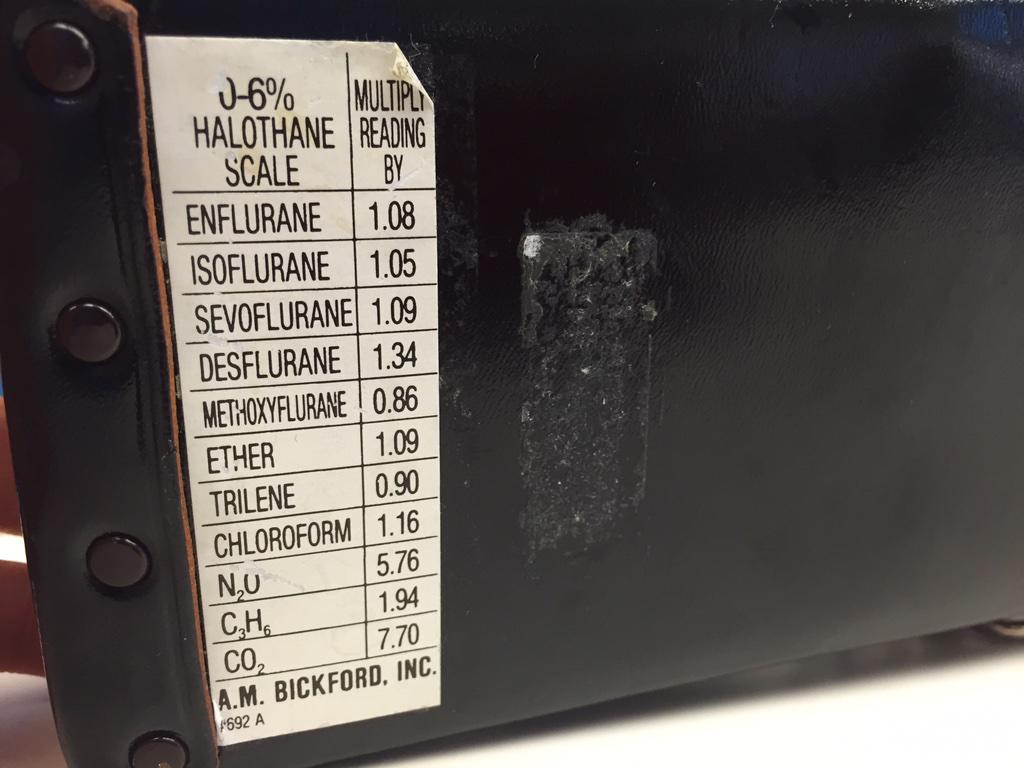 0-6% HALOTHANE SCALE MULTIPLY READING BY
ENFLURANE 1.08
ISOFLURANE 1.05
SEVOFLURANE 1.09
DESFLURANE 1.34
METHOXYFLURANE 0.86
ETHER 1.09
TRILENE 0.90
CHLOROFORM 1.16
N₂O 5.76
C₃H₆ 1.94
CO₂ 7.70
A.M. BICKFORD, INC.
#692 A